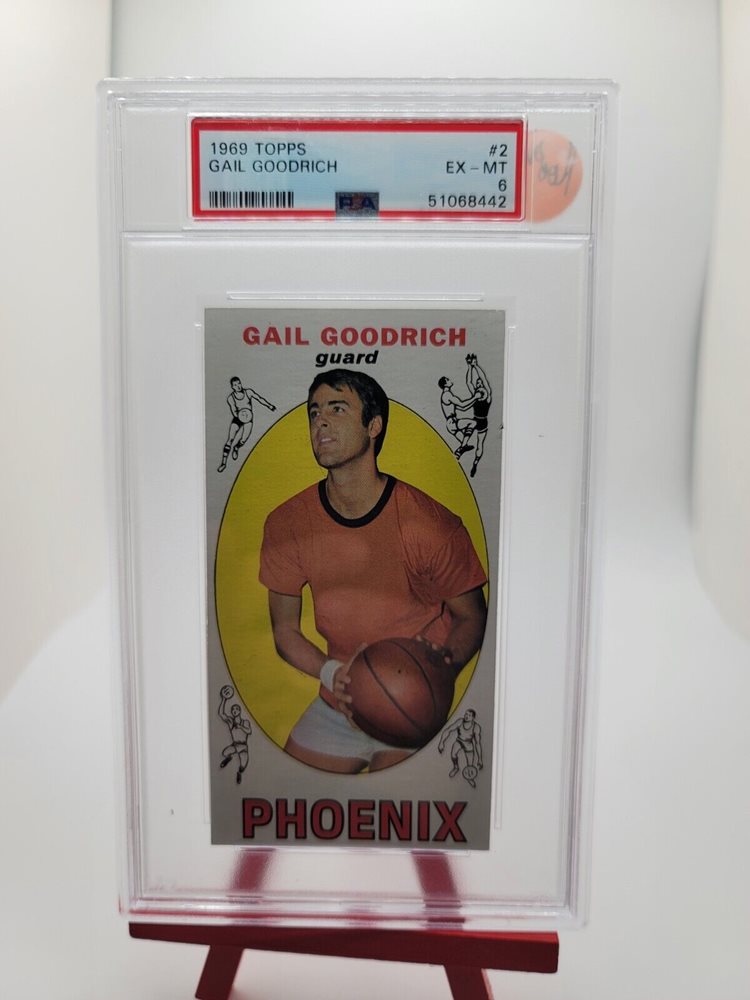 1969 TOPPS #2
GAIL GOODRICH EX - MT
6
PSA 51068442
GAIL GOODRICH
guard
PHOENIX